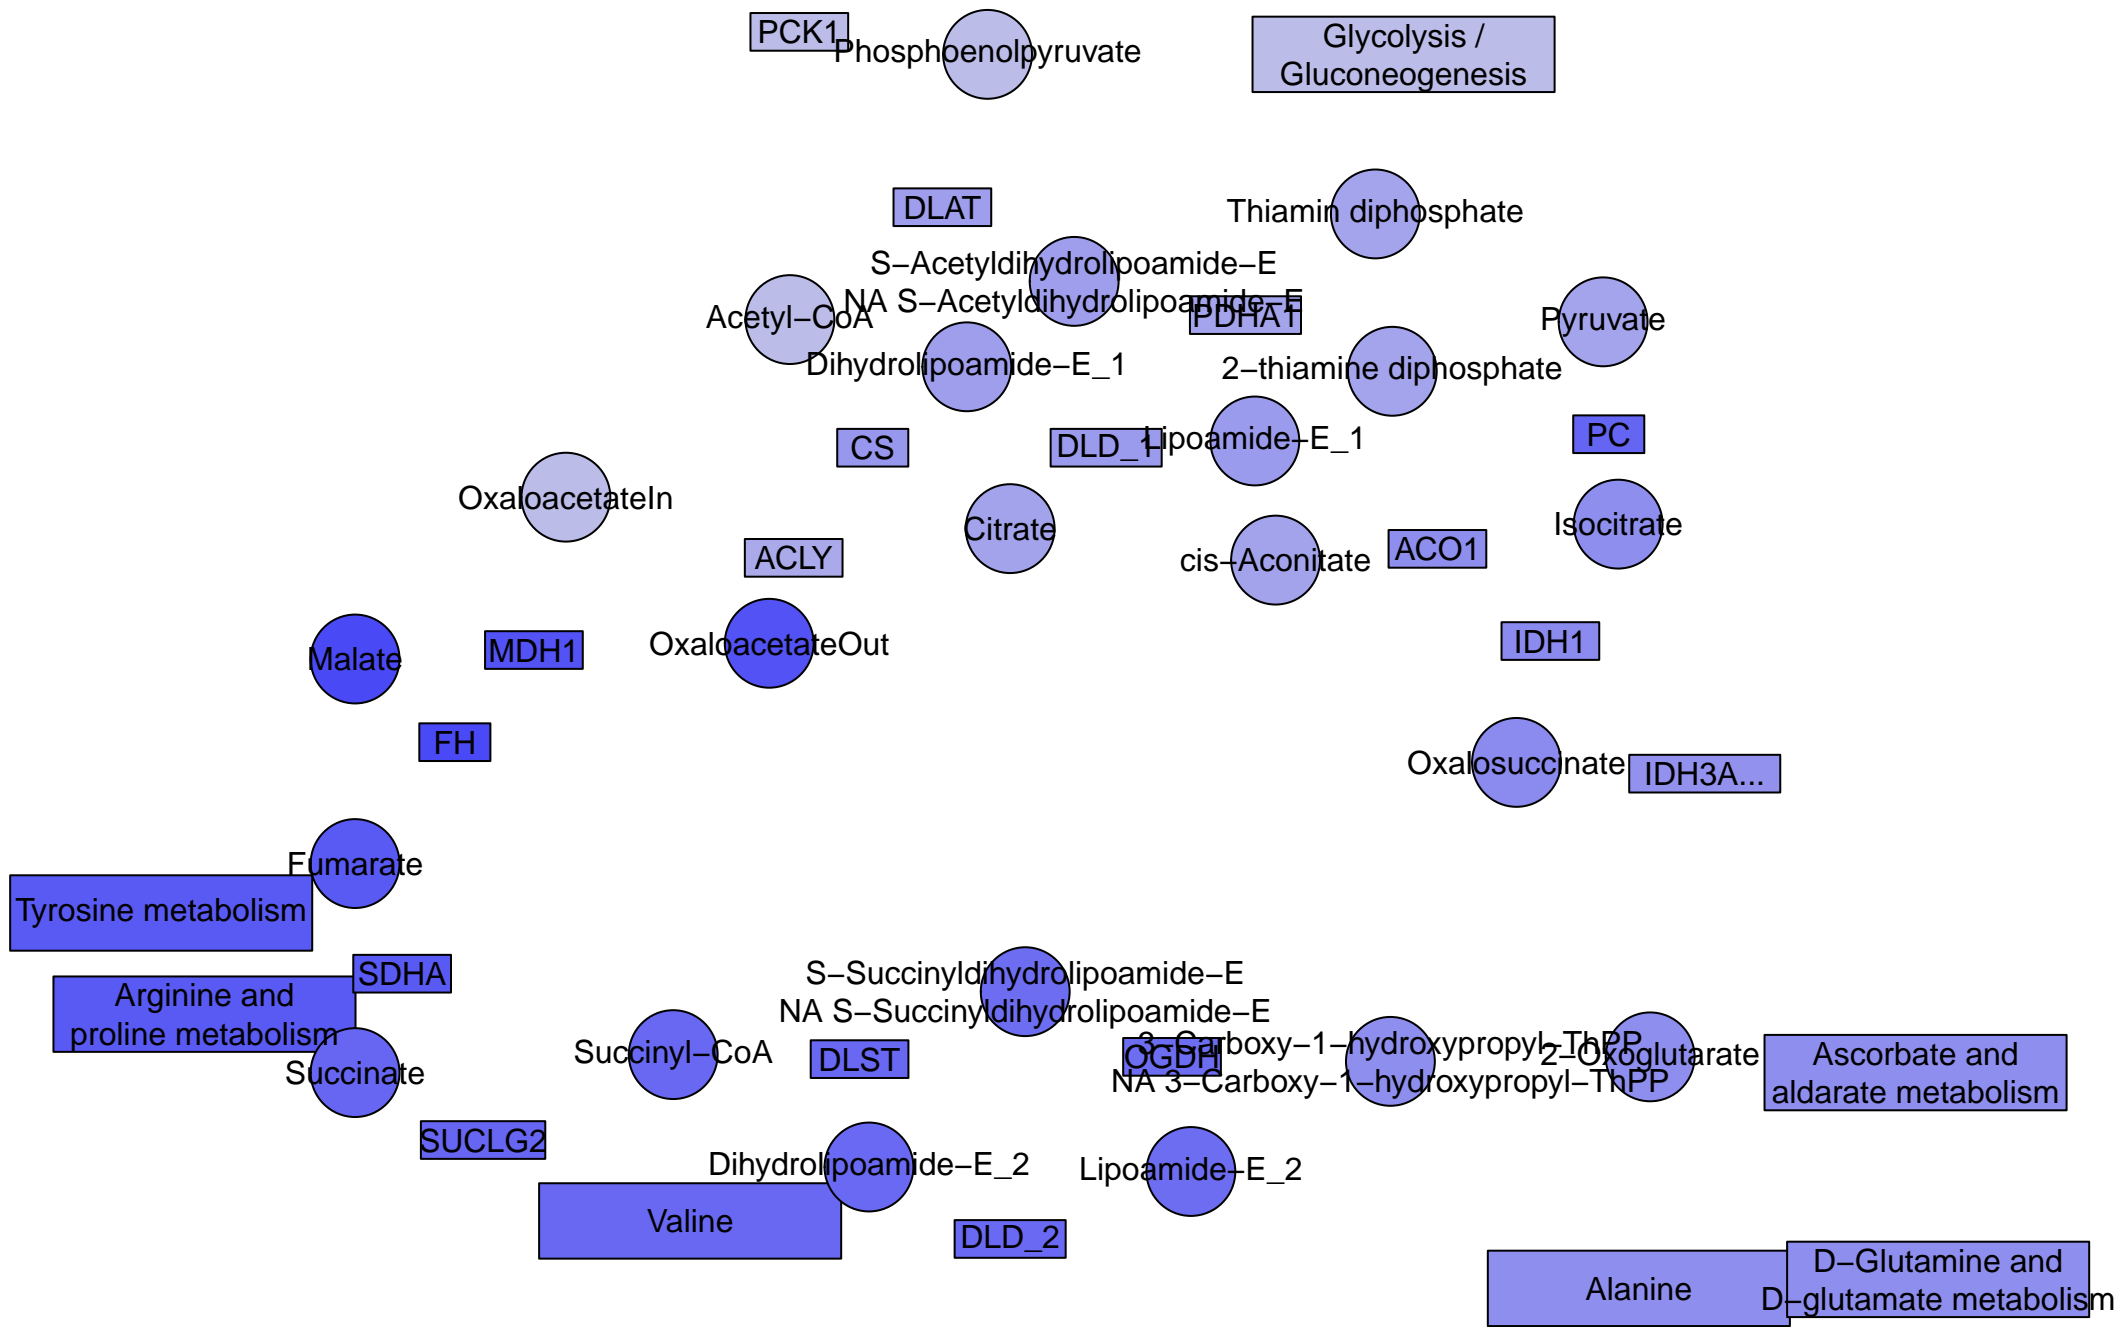 PCK1
Phosphoenolpyruvate
Glycolysis /
Gluconeogenesis
DLAT
Thiamin diphosphate
S−Acetyldihydrolipoamide−E
NA S−Acetyldihydrolipoamide−E
Acetyl−CoA
PDHA1
Pyruvate
Dihydrolipoamide−E_1
2−thiamine diphosphate
CS
DLD_1
Lipoamide−E_1
PC
OxaloacetateIn
Citrate
Isocitrate
ACLY
cis−Aconitate
ACO1
Malate
MDH1
OxaloacetateOut
IDH1
FH
Oxalosuccinate
IDH3A...
Fumarate
Tyrosine metabolism
SDHA
Arginine and
proline metabolism
S−Succinyldihydrolipoamide−E
NA S−Succinyldihydrolipoamide−E
Succinate
Succinyl−CoA
DLST
OGDH
3−Carboxy−1−hydroxypropyl−ThPP
NA 3−Carboxy−1−hydroxypropyl−ThPP
2−Oxoglutarate
Ascorbate and
aldarate metabolism
SUCLG2
Dihydrolipoamide−E_2
Lipoamide−E_2
Valine
DLD_2
Alanine
D−Glutamine and
D−glutamate metabolism